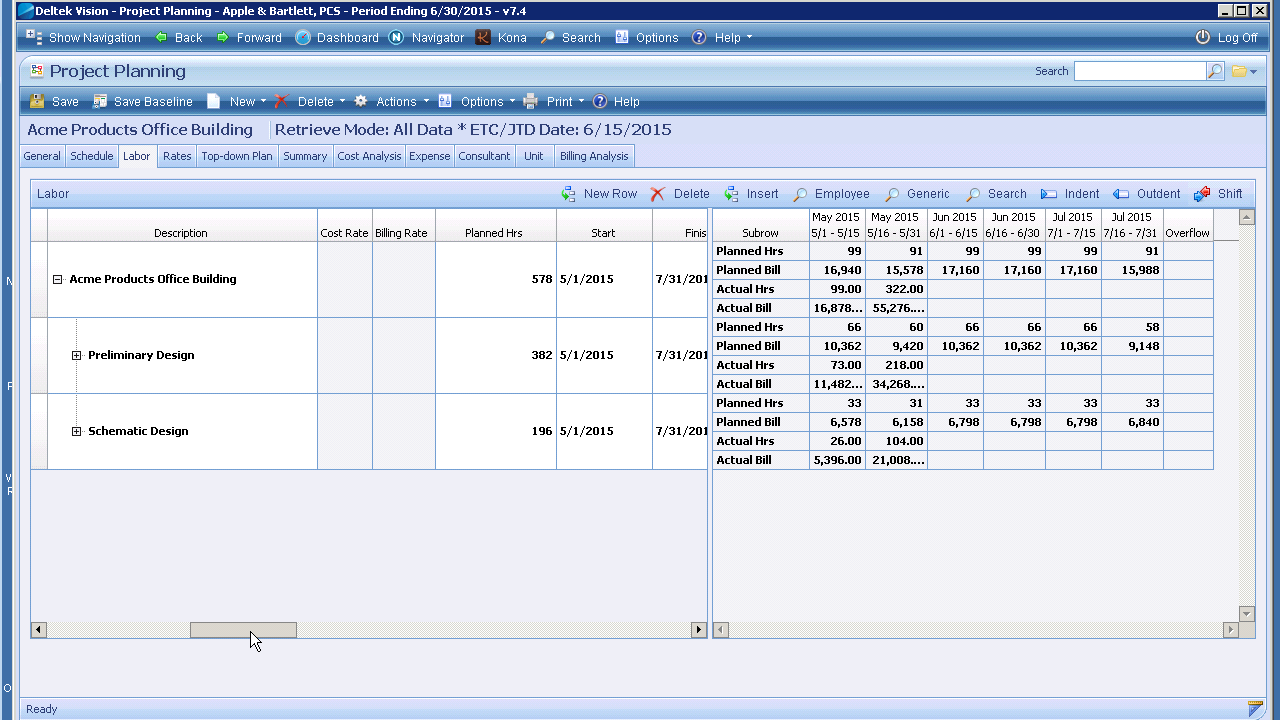 Deltek Vision - Project Planning - Apple & Bartlett, PCS - Period Ending 6/30/2015 - v7.4
Show Navigation Back Forward Dashboard Navigator Kona Search Options Help Log Off
Project Planning Search
Save Save Baseline New Delete Actions Options Print Help
Acme Products Office Building Retrieve Mode: All Data * ETC/JTD Date: 6/15/2015
General Schedule Labor Rates Top-down Plan Summary Cost Analysis Expense Consultant Unit Billing Analysis
Labor New Row Delete Insert Employee Generic Search Indent Outdent Shift
May 2015 May 2015 Jun 2015 Jun 2015 Jul 2015 Jul 2015
Description Cost Rate Billing Rate Planned Hrs Start Finis Subrow 5/1 - 5/15 5/16 - 5/31 6/1 - 6/15 6/16 - 6/30 7/1 - 7/15 7/16 - 7/31 Overflow
Planned Hrs 99 91 99 99 99 91
Planned Bill 16,940 15,578 17,160 17,160 17,160 15,988
Acme Products Office Building 578 5/1/2015 7/31/201
Actual Hrs 99.00 322.00
Actual Bill 16,878... 55,276....
Planned Hrs 66 60 66 66 66 58
Planned Bill 10,362 9,420 10,362 10,362 10,362 9,148
Preliminary Design 382 5/1/2015 7/31/201
Actual Hrs 73.00 218.00
Actual Bill 11,482... 34,268....
Planned Hrs 33 31 33 33 33 33
Planned Bill 6,578 6,158 6,798 6,798 6,798 6,840
Schematic Design 196 5/1/2015 7/31/201
Actual Hrs 26.00 104.00
Actual Bill 5,396.00 21,008....
Ready